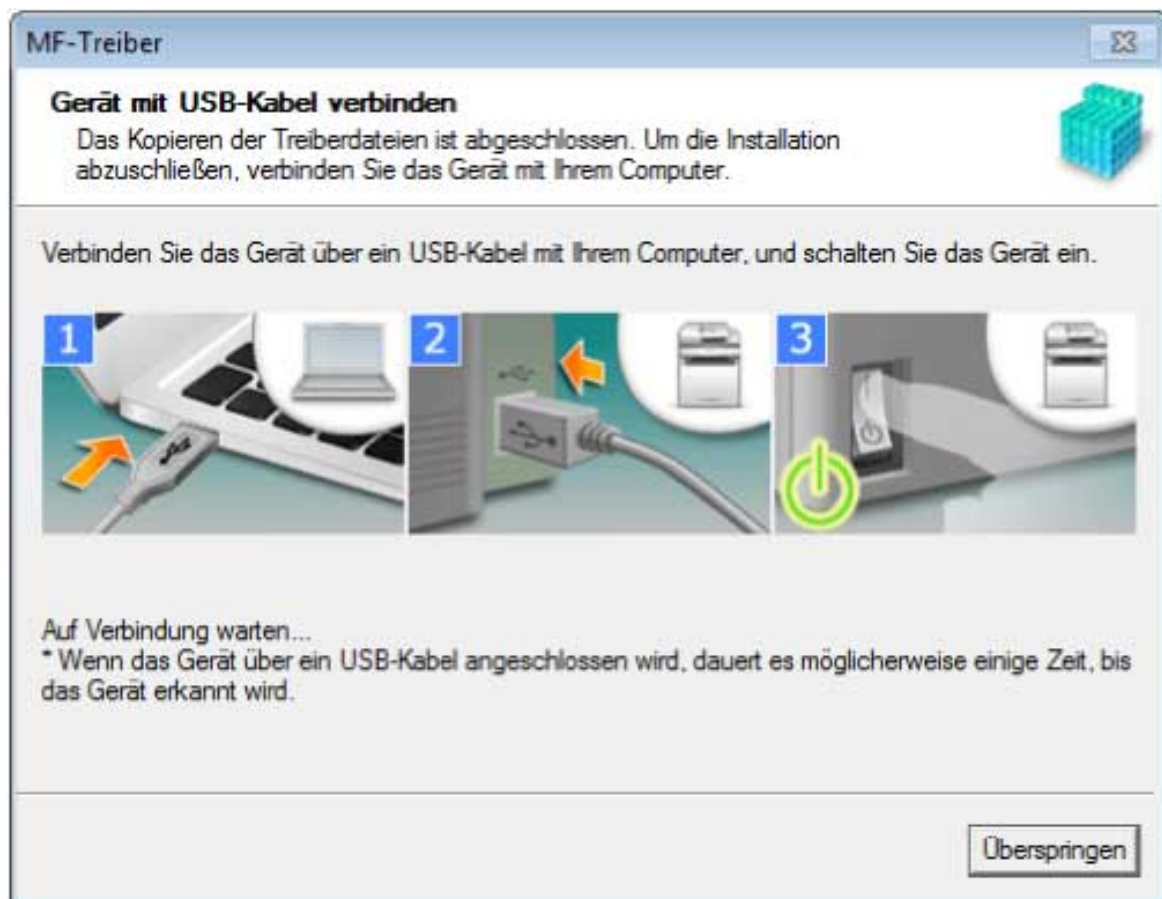 MF-Treiber
Gerät mit USB-Kabel verbinden
Das Kopieren der Treiberdateien ist abgeschlossen. Um die Installation
abzuschließen, verbinden Sie das Gerät mit Ihrem Computer.
Verbinden Sie das Gerät über ein USB-Kabel mit Ihrem Computer, und schalten Sie das Gerät ein.
1 2 3
Auf Verbindung warten...
* Wenn das Gerät über ein USB-Kabel angeschlossen wird, dauert es möglicherweise einige Zeit, bis
das Gerät erkannt wird.
Überspringen